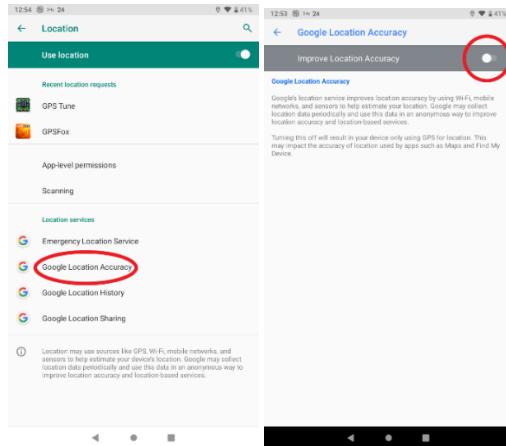 12:54 24 41%
Location
Use location
Recent location requests
GPS Tune
GPSFox
App-level permissions
Scanning
Location services
Emergency Location Service
Google Location Accuracy
Google Location History
Google Location Sharing
Location may use sources like GPS, Wi-Fi, mobile networks, and
sensors to help estimate your device's location. Google may collect
location data periodically and use this data in an anonymous way to
improve location accuracy and location-based services.
12:53 24 41%
Google Location Accuracy
Improve Location Accuracy
Google Location Accuracy
Google's location service improves location accuracy by using Wi-Fi, mobile
networks, and sensors to help estimate your location. Google may collect
location data periodically and use this data in an anonymous way to improve
location accuracy and location-based services.
Turning this off will result in your device only using GPS for location. This
may impact the accuracy of location used by apps such as Maps and Find My
Device.